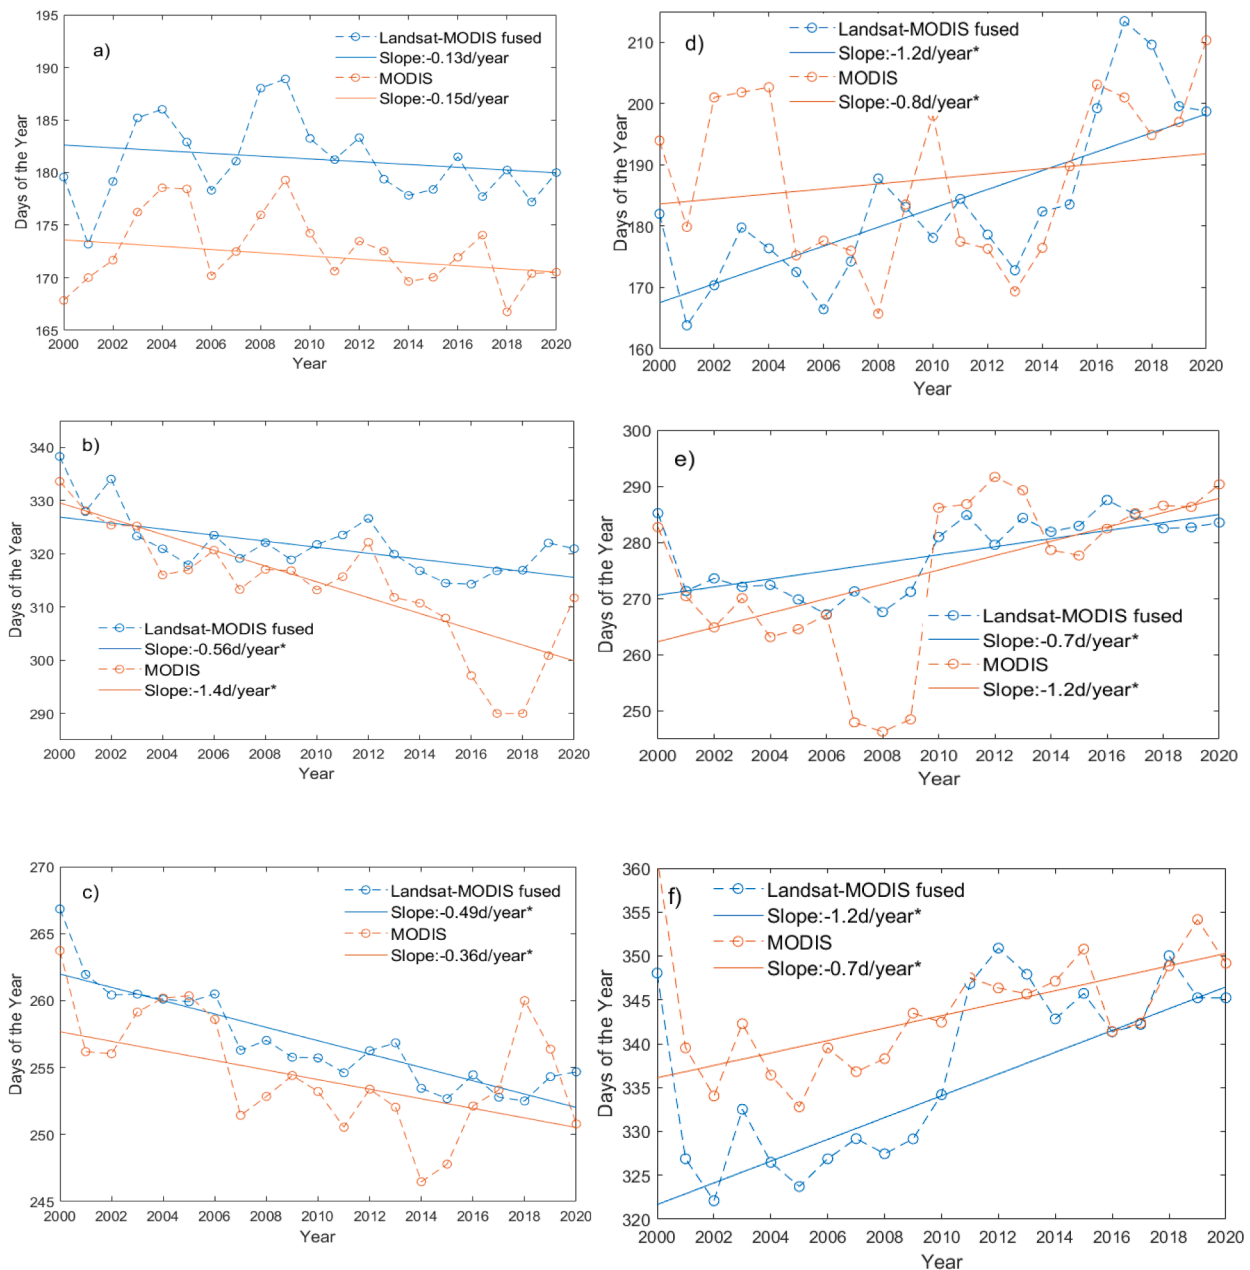 a)
Landsat-MODIS fused
Slope:-0.13d/year
MODIS
Slope:-0.15d/year
195
190
185
180
175
170
165
Days of the Year
2000 2002 2004 2006 2008 2010 2012 2014 2016 2018 2020
Year
d)
Landsat-MODIS fused
Slope:-1.2d/year*
MODIS
Slope:-0.8d/year*
210
200
190
180
170
160
Days of the Year
2000 2002 2004 2006 2008 2010 2012 2014 2016 2018 2020
Year
b)
340
330
320
310
300
290
Days of the Year
Landsat-MODIS fused
Slope:-0.56d/year*
MODIS
Slope:-1.4d/year*
2000 2002 2004 2006 2008 2010 2012 2014 2016 2018 2020
Year
e)
300
290
280
270
260
250
Days of the Year
Landsat-MODIS fused
Slope:-0.7d/year*
MODIS
Slope:-1.2d/year*
2000 2002 2004 2006 2008 2010 2012 2014 2016 2018 2020
Year
c)
Landsat-MODIS fused
Slope:-0.49d/year*
MODIS
Slope:-0.36d/year*
270
265
260
255
250
245
Days of the Year
2000 2002 2004 2006 2008 2010 2012 2014 2016 2018 2020
Year
f)
Landsat-MODIS fused
Slope:-1.2d/year*
MODIS
Slope:-0.7d/year*
360
355
350
345
340
335
330
325
320
Days of the Year
2000 2002 2004 2006 2008 2010 2012 2014 2016 2018 2020
Year